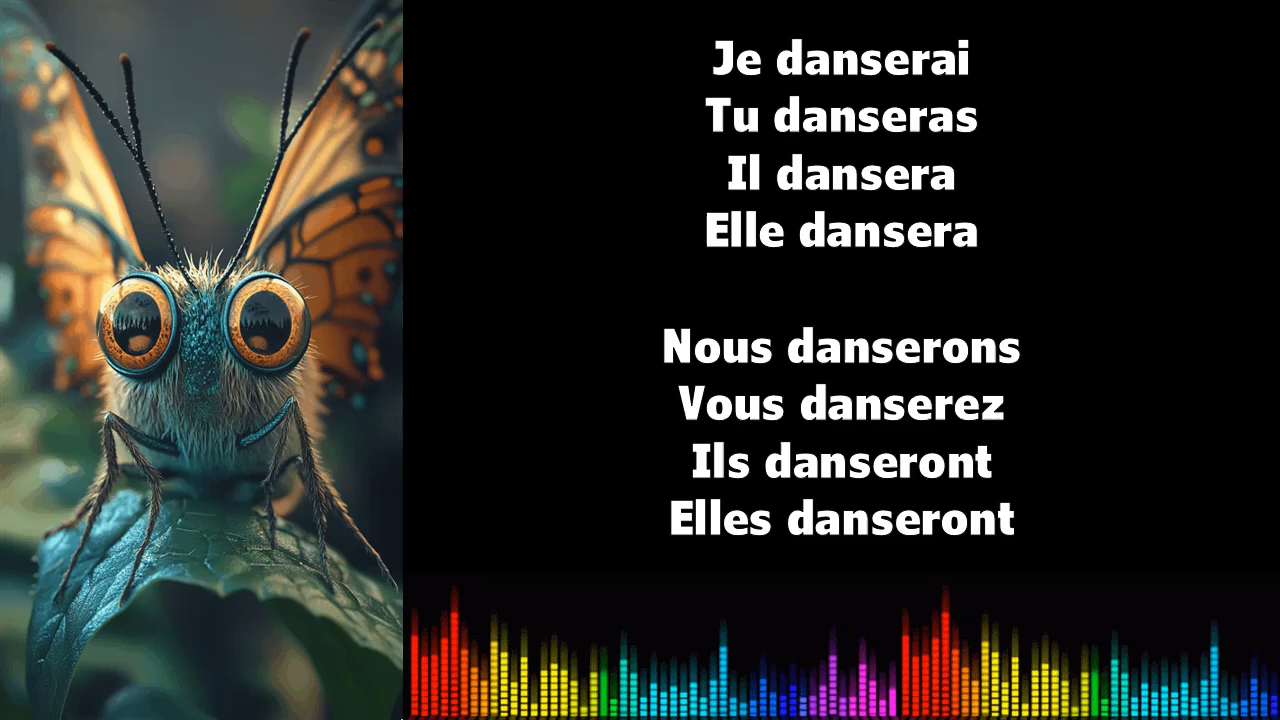 Je danserai
Tu danseras
Il dansera
Elle dansera
Nous danserons
Vous danserez
Ils danseront
Elles danseront